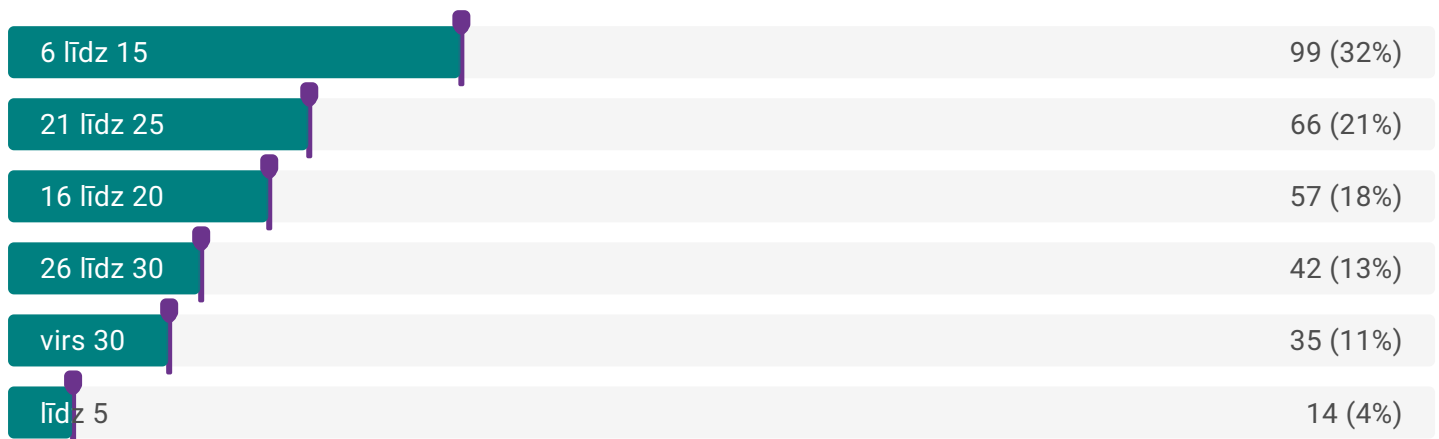 6 līdz 15 99 (32%)
21 līdz 25 66 (21%)
16 līdz 20 57 (18%)
26 līdz 30 42 (13%)
virs 30 35 (11%)
līdz 5 14 (4%)